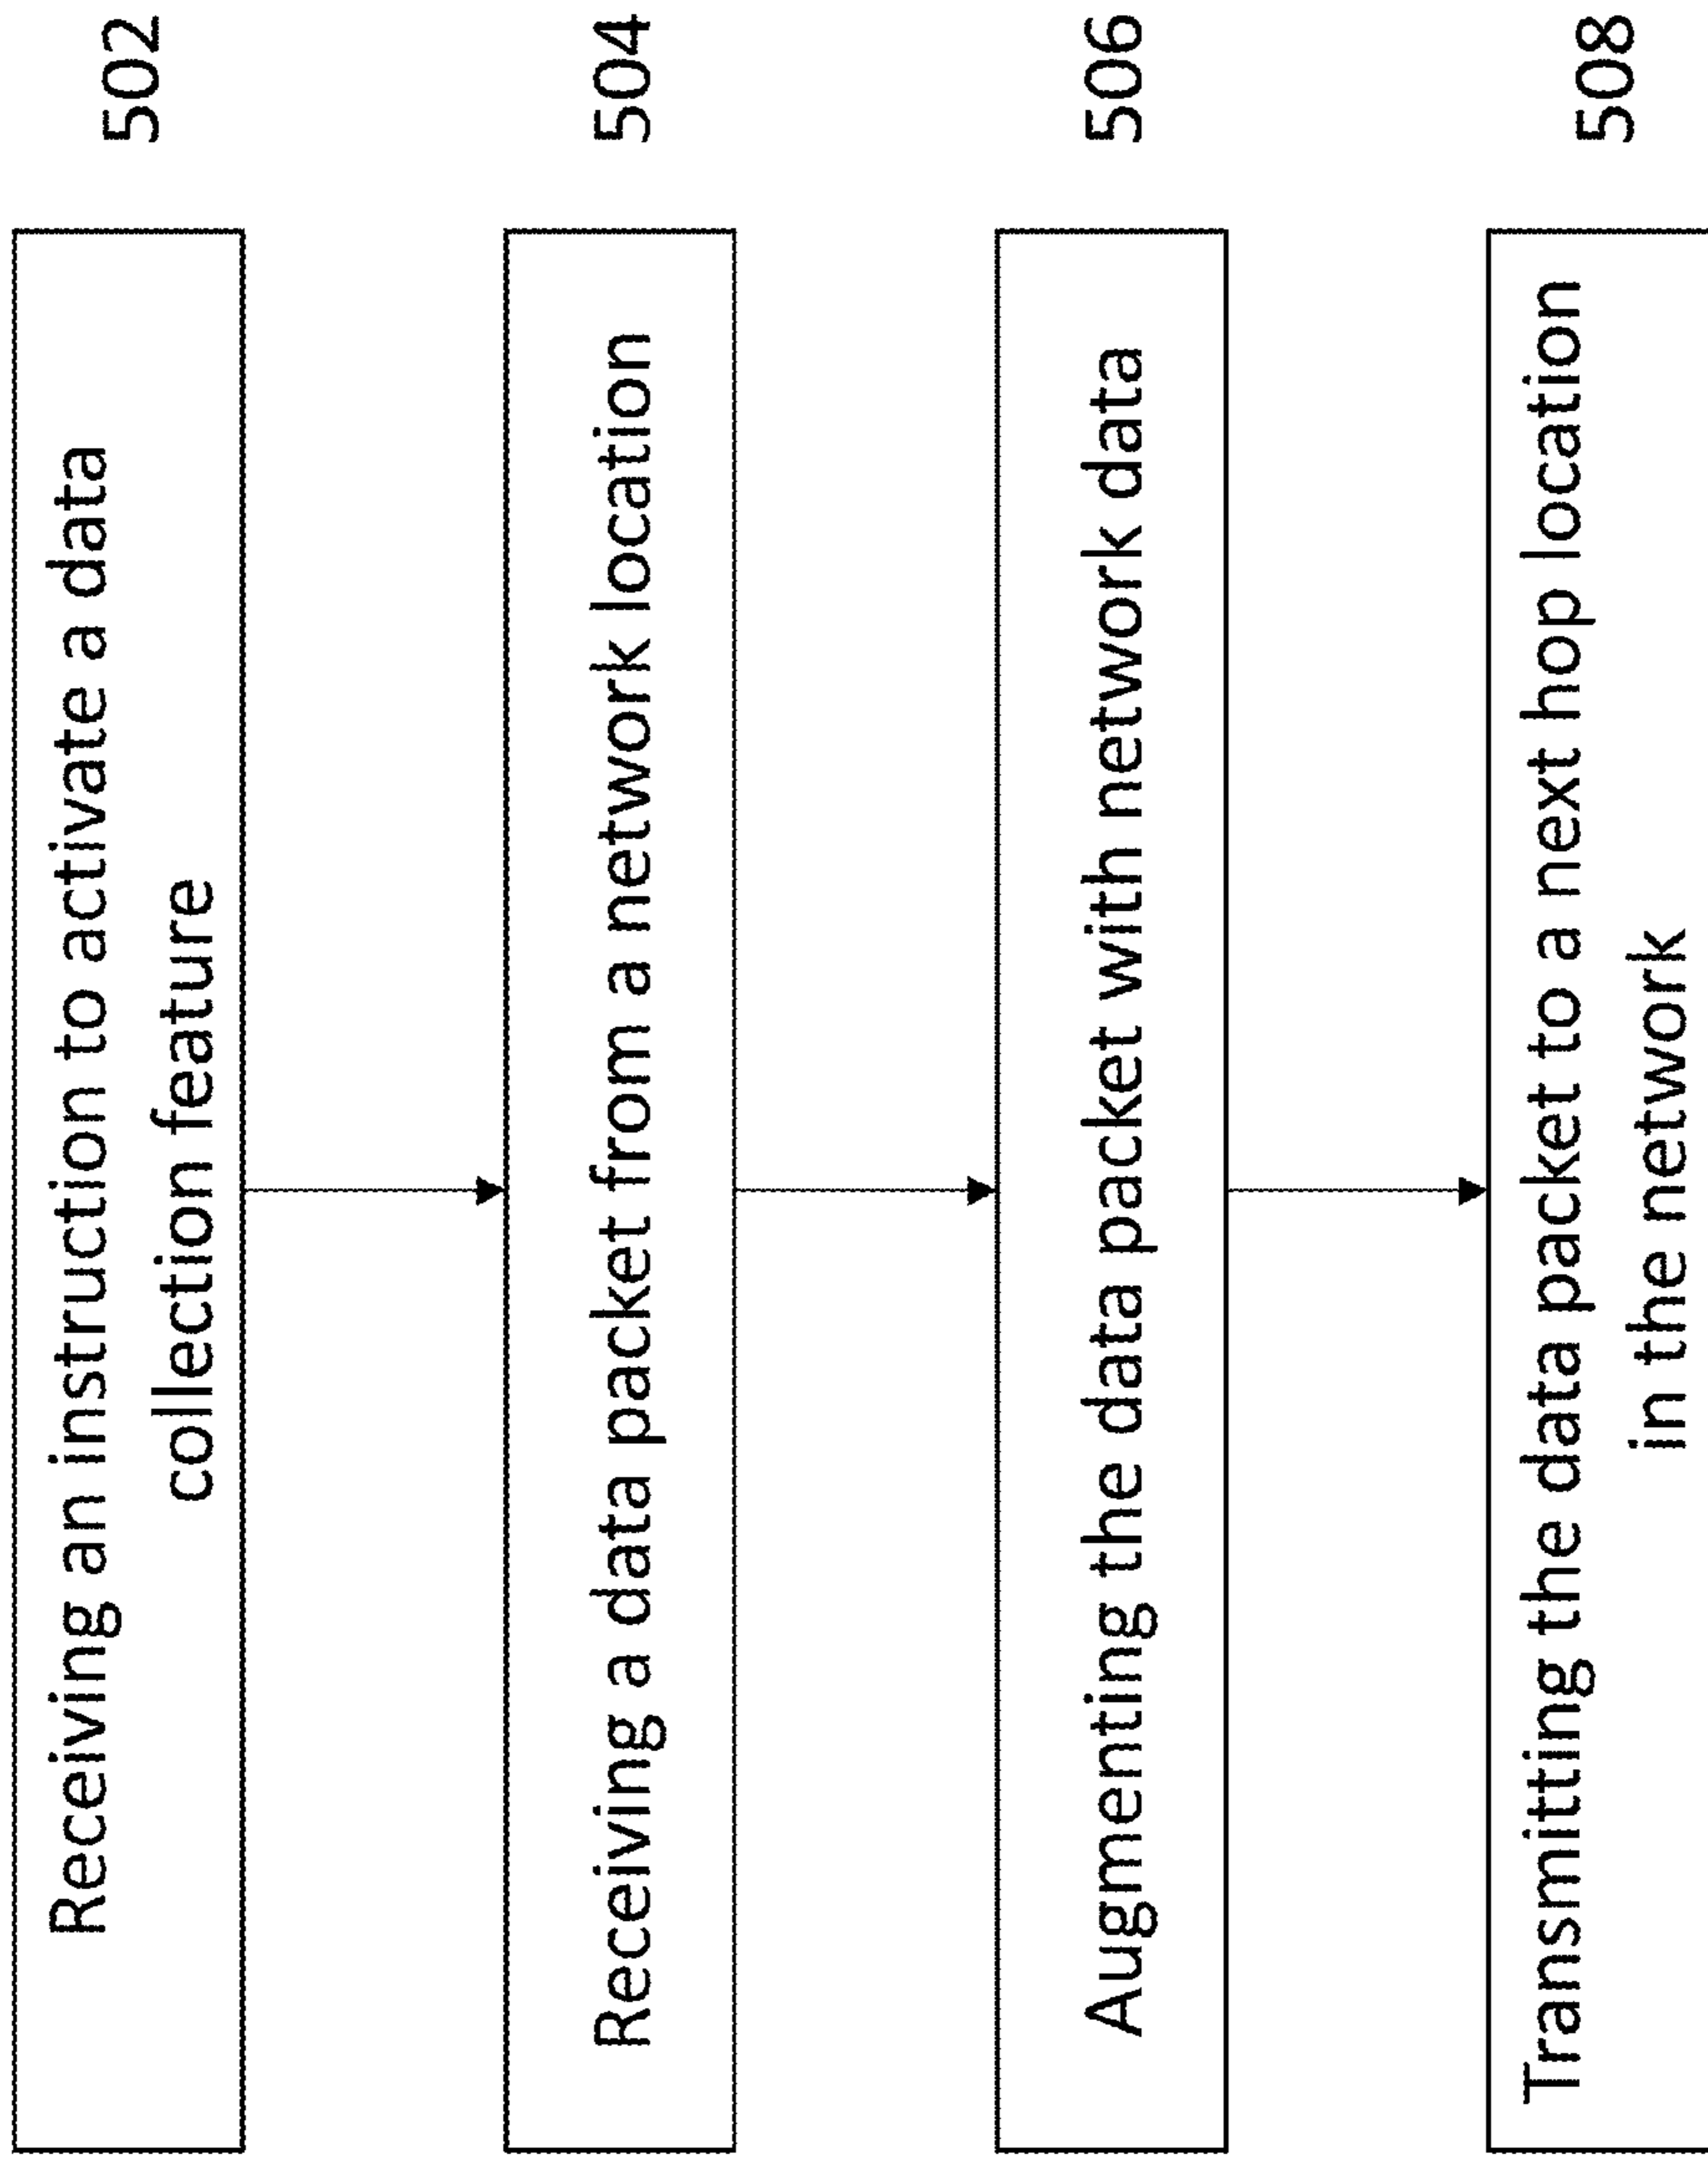 Receiving an instruction to activate a data
collection feature
502
Receiving a data packet from a network location
504
Augmenting the data packet with network data
506
Transmitting the data packet to a next hop location
in the network
508